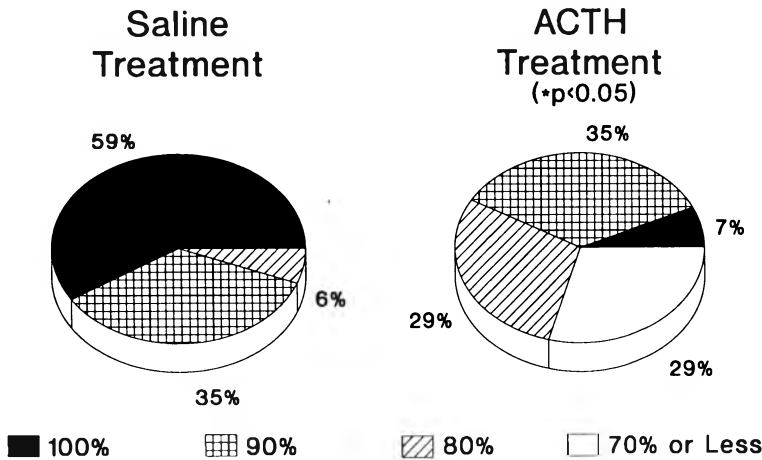 Saline
Treatment
59%
6%
35%
ACTH
Treatment
(*p<0.05)
35%
7%
29%
29%
100%
90%
80%
70% or Less